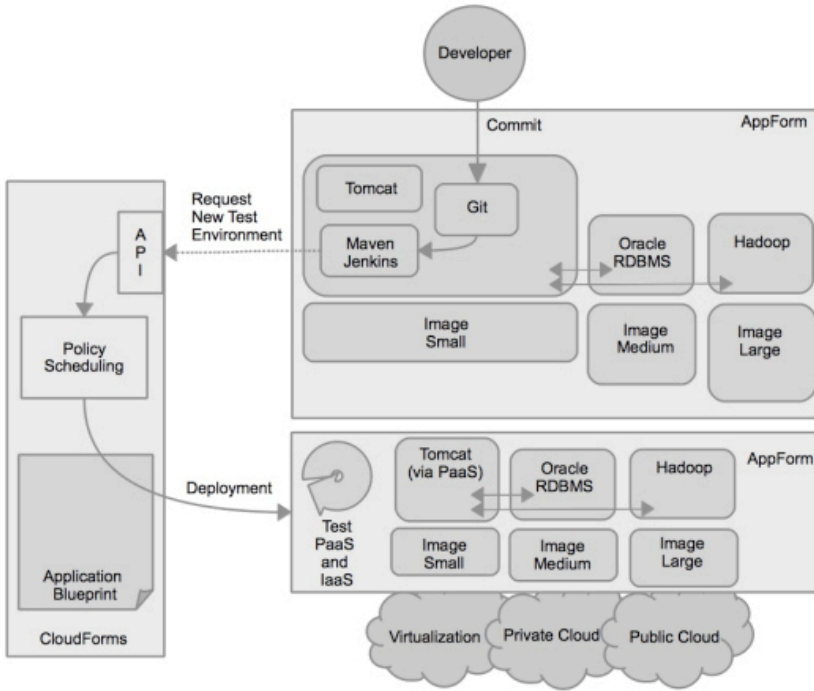 Developer
Commit
AppForm
Tomcat
Git
Maven
Jenkins
Oracle
RDBMS
Hadoop
Image
Small
Image
Medium
Image
Large
Request
New Test
Environment
A
P
I
Policy
Scheduling
Application
Blueprint
CloudForms
Deployment
AppForm
Test
PaaS
and
IaaS
Tomcat
(via PaaS)
Oracle
RDBMS
Hadoop
Image
Small
Image
Medium
Image
Large
Virtualization
Private Cloud
Public Cloud